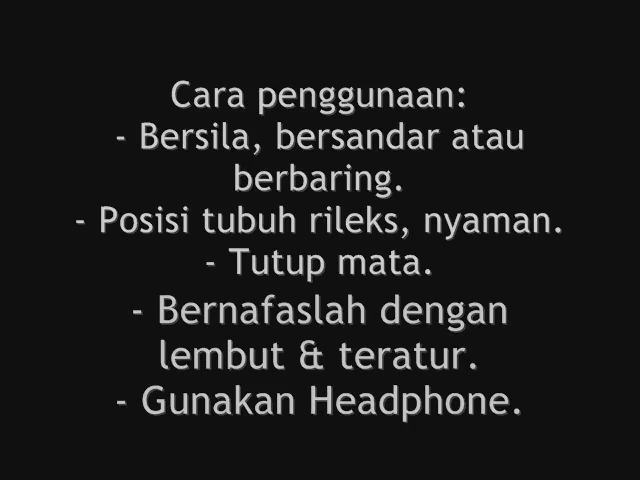 Cara penggunaan:
- Bersila, bersandar atau
berbaring.
- Posisi tubuh rileks, nyaman.
- Tutup mata.
- Bernafaslah dengan
lembut & teratur.
- Gunakan Headphone.